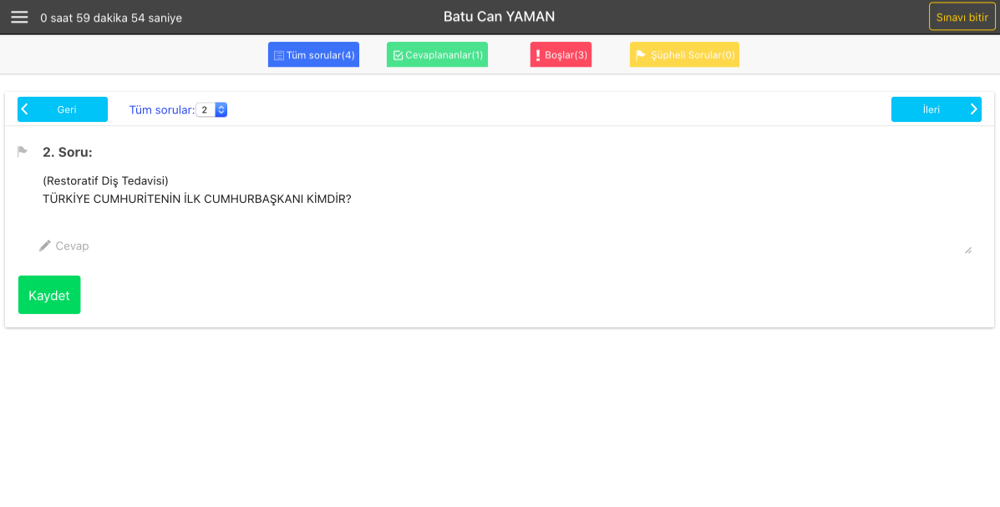 0 saat 59 dakika 54 saniye
Batu Can YAMAN
Sınavı bitir
Tüm sorular(4)
Cevaplananlar(1)
Boşlar(3)
Şüpheli Sorular(0)
Geri
Tüm sorular: 2
İleri
2. Soru:
(Restoratif Diş Tedavisi)
TÜRKİYE CUMHURİTENİN İLK CUMHURBAŞKANI KİMDİR?
Cevap
Kaydet